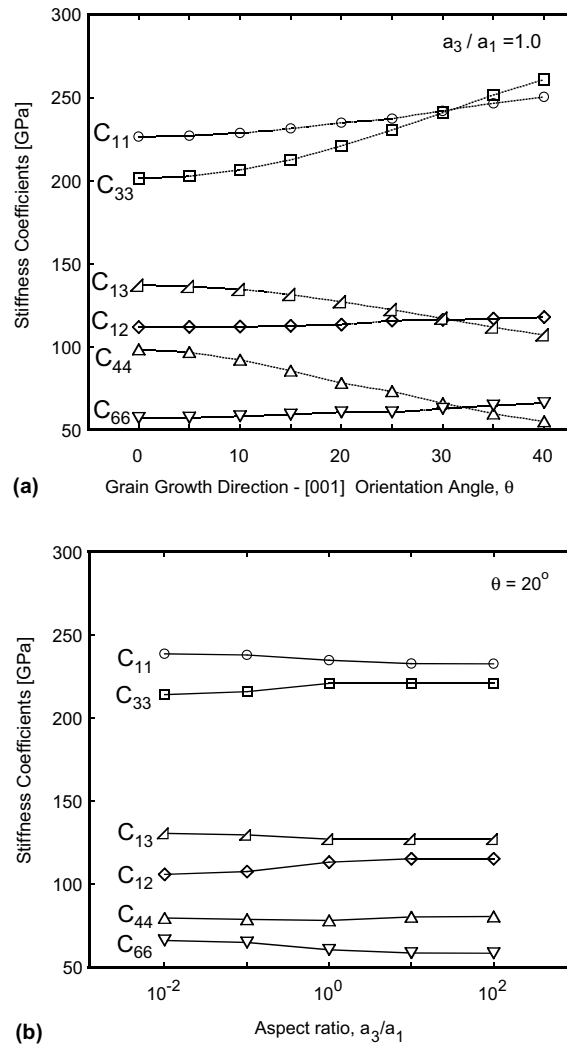 300
a3 / a1 =1.0
250
C11
200
C33
Stiffness Coefficients [GPa]
150
C13
C12
100
C44
C66
50
0 10 20 30 40
(a) Grain Growth Direction - [001] Orientation Angle, θ
300
θ = 20°
250
C11
C33
200
Stiffness Coefficients [GPa]
150
C13
C12
100
C44
C66
50
10-2 100 102
Aspect ratio, a3/a1
(b)